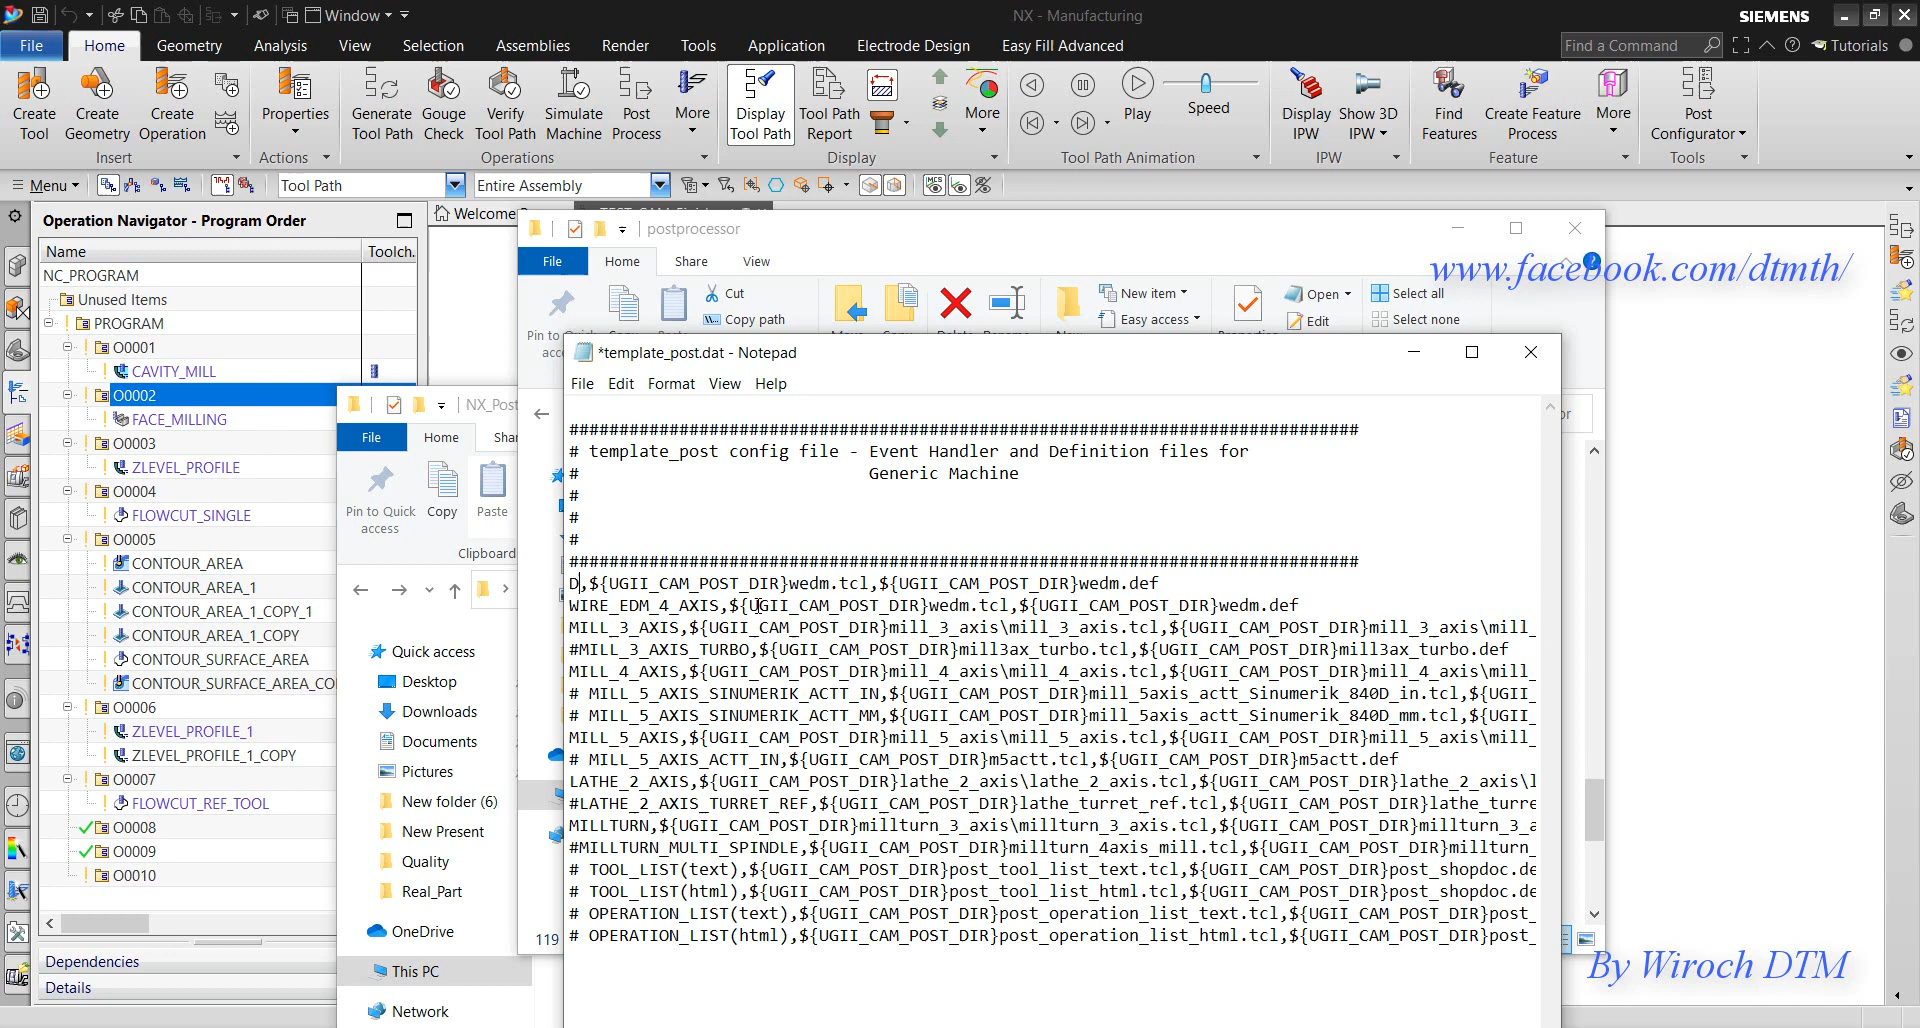 Window
NX - Manufacturing
SIEMENS
File
Home
Geometry
Analysis
View
Selection
Assemblies
Render
Tools
Application
Electrode Design
Easy Fill Advanced
Find a Command
Tutorials
Create Tool
Create Geometry
Create Operation
Properties
Generate Tool Path
Gouge Check
Verify Tool Path
Simulate Machine
Post Process
More
Display Tool Path
Tool Path Report
More
Play
Speed
Display IPW
Show 3D IPW
Find Features
Create Feature Process
More
Post Configurator
Insert
Actions
Operations
Display
Tool Path Animation
IPW
Feature
Tools
Menu
Tool Path
Entire Assembly
Operation Navigator - Program Order
Name
Toolch.
NC_PROGRAM
Unused Items
PROGRAM
O0001
CAVITY_MILL
O0002
FACE_MILLING
O0003
ZLEVEL_PROFILE
O0004
FLOWCUT_SINGLE
O0005
CONTOUR_AREA
CONTOUR_AREA_1
CONTOUR_AREA_1_COPY_1
CONTOUR_AREA_1_COPY
CONTOUR_SURFACE_AREA
CONTOUR_SURFACE_AREA_CO
O0006
ZLEVEL_PROFILE_1
ZLEVEL_PROFILE_1_COPY
O0007
FLOWCUT_REF_TOOL
O0008
O0009
O0010
Dependencies
Details
Welcome
postprocessor
File
Home
Share
View
Cut
Copy path
New item
Easy access
Open
Edit
Select all
Select none
www.facebook.com/dtmth/
NX_Post
File
Home
Shar
Pin to Quick access
Copy
Paste
Clipboard
Quick access
Desktop
Downloads
Documents
Pictures
New folder (6)
New Present
Quality
Real_Part
OneDrive
This PC
Network
119
*template_post.dat - Notepad
File
Edit
Format
View
Help
###############################################################################
# template_post config file - Event Handler and Definition files for
# Generic Machine
#
#
#
###############################################################################
D,${UGII_CAM_POST_DIR}wedm.tcl,${UGII_CAM_POST_DIR}wedm.def
WIRE_EDM_4_AXIS,${UGII_CAM_POST_DIR}wedm.tcl,${UGII_CAM_POST_DIR}wedm.def
MILL_3_AXIS,${UGII_CAM_POST_DIR}mill_3_axis\mill_3_axis.tcl,${UGII_CAM_POST_DIR}mill_3_axis\mill_
#MILL_3_AXIS_TURBO,${UGII_CAM_POST_DIR}mill3ax_turbo.tcl,${UGII_CAM_POST_DIR}mill3ax_turbo.def
MILL_4_AXIS,${UGII_CAM_POST_DIR}mill_4_axis\mill_4_axis.tcl,${UGII_CAM_POST_DIR}mill_4_axis\mill_
# MILL_5_AXIS_SINUMERIK_ACTT_IN,${UGII_CAM_POST_DIR}mill_5axis_actt_Sinumerik_840D_in.tcl,${UGII_
# MILL_5_AXIS_SINUMERIK_ACTT_MM,${UGII_CAM_POST_DIR}mill_5axis_actt_Sinumerik_840D_mm.tcl,${UGII_
MILL_5_AXIS,${UGII_CAM_POST_DIR}mill_5_axis\mill_5_axis.tcl,${UGII_CAM_POST_DIR}mill_5_axis\mill_
# MILL_5_AXIS_ACTT_IN,${UGII_CAM_POST_DIR}m5actt.tcl,${UGII_CAM_POST_DIR}m5actt.def
LATHE_2_AXIS,${UGII_CAM_POST_DIR}lathe_2_axis\lathe_2_axis.tcl,${UGII_CAM_POST_DIR}lathe_2_axis\l
#LATHE_2_AXIS_TURRET_REF,${UGII_CAM_POST_DIR}lathe_turret_ref.tcl,${UGII_CAM_POST_DIR}lathe_turre
MILLTURN,${UGII_CAM_POST_DIR}millturn_3_axis\millturn_3_axis.tcl,${UGII_CAM_POST_DIR}millturn_3_a
#MILLTURN_MULTI_SPINDLE,${UGII_CAM_POST_DIR}millturn_4axis_mill.tcl,${UGII_CAM_POST_DIR}millturn_
# TOOL_LIST(text),${UGII_CAM_POST_DIR}post_tool_list_text.tcl,${UGII_CAM_POST_DIR}post_shopdoc.de
# TOOL_LIST(html),${UGII_CAM_POST_DIR}post_tool_list_html.tcl,${UGII_CAM_POST_DIR}post_shopdoc.de
# OPERATION_LIST(text),${UGII_CAM_POST_DIR}post_operation_list_text.tcl,${UGII_CAM_POST_DIR}post_
# OPERATION_LIST(html),${UGII_CAM_POST_DIR}post_operation_list_html.tcl,${UGII_CAM_POST_DIR}post_
By Wiroch DTM